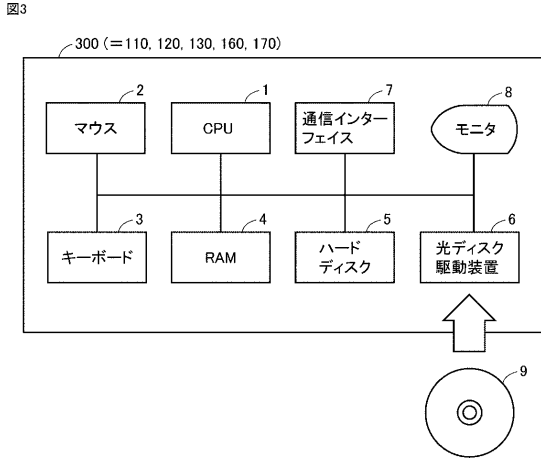 図3
300 (=110, 120, 130, 160, 170)
2
1
7
8
マウス
CPU
通信インター
フェイス
モニタ
3
4
5
6
キーボード
RAM
ハード
ディスク
光ディスク
駆動装置
9